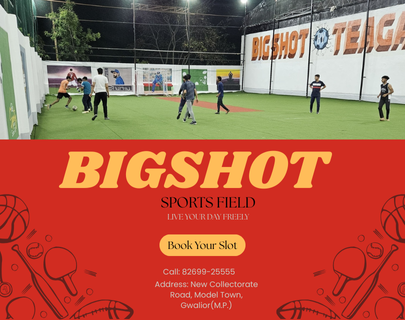 BIGSHOT TEAGA
BIGSHOT
SPORTS FIELD
LIVE YOUR DAY FREELY
Book Your Slot
Call: 82699-25555
Address: New Collectorate
Road, Model Town,
Gwalior(M.P.)